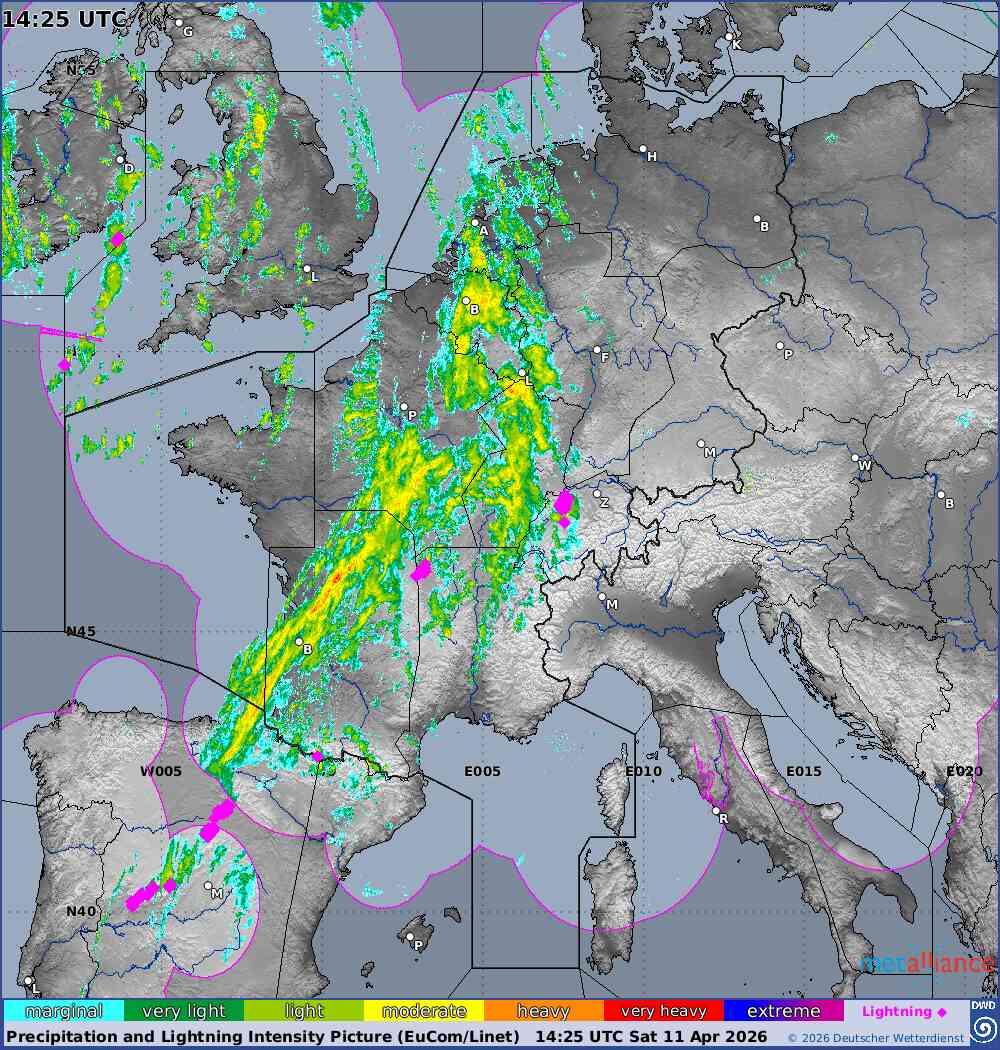 14:25 UTC
G
K
N55
H
D
A
B
L
B
F
P
L
P
M
W
B
Z
M
N45
B
W005
E005
E010
E015
E020
R
M
N40
P
L
metalliance
marginal very light light moderate heavy very heavy extreme Lightning
DWD
Precipitation and Lightning Intensity Picture (EuCom/Linet) 14:25 UTC Sat 11 Apr 2026 © 2026 Deutscher Wetterdienst